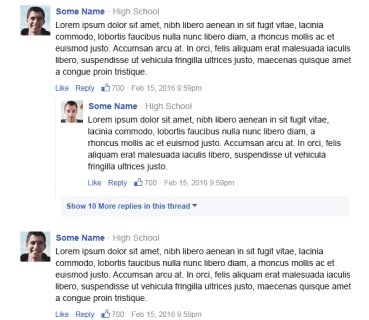 Some Name · High School
Lorem ipsum dolor sit amet, nibh libero aenean in sit fugit vitae, lacinia
commodo, lobortis faucibus nulla nunc libero diam, a rhoncus mollis ac et
euismod justo. Accumsan arcu at. In orci, felis aliquam erat malesuada iaculis
libero, suspendisse ut vehicula fringilla ultrices justo, maecenas quisque amet
a congue proin tristique.
Like · Reply · 700 · Feb 15, 2016 9:59pm
Some Name · High School
Lorem ipsum dolor sit amet, nibh libero aenean in sit fugit vitae,
lacinia commodo, lobortis faucibus nulla nunc libero diam, a
rhoncus mollis ac et euismod justo. Accumsan arcu at. In orci, felis
aliquam erat malesuada iaculis libero, suspendisse ut vehicula
fringilla ultrices justo.
Like · Reply · 700 · Feb 15, 2016 9:59pm
Show 10 More replies in this thread
Some Name · High School
Lorem ipsum dolor sit amet, nibh libero aenean in sit fugit vitae, lacinia
commodo, lobortis faucibus nulla nunc libero diam, a rhoncus mollis ac et
euismod justo. Accumsan arcu at. In orci, felis aliquam erat malesuada iaculis
libero, suspendisse ut vehicula fringilla ultrices justo, maecenas quisque amet
a congue proin tristique.
Like · Reply · 700 · Feb 15, 2016 9:59pm